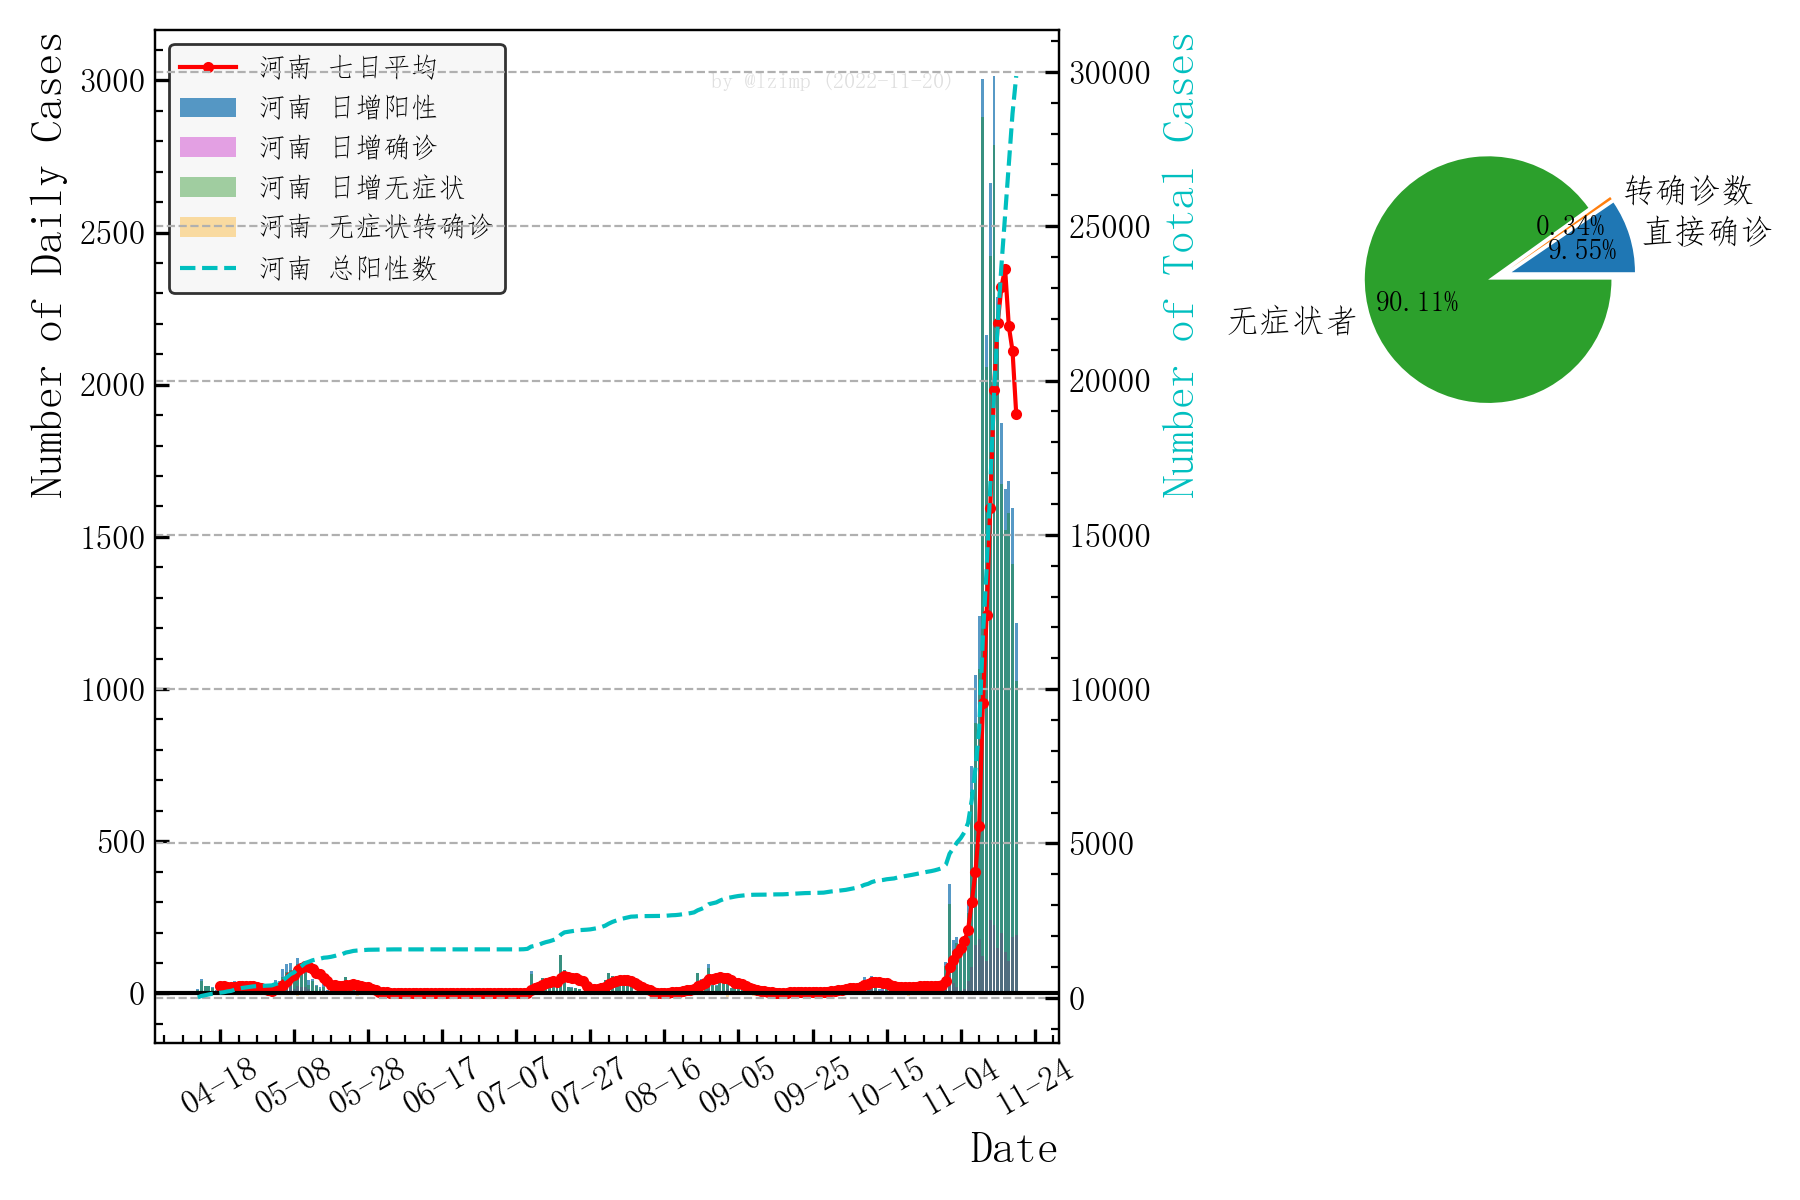 Number of Daily Cases
3000
2500
2000
1500
1000
500
0
河南 七日平均
河南 日增阳性
河南 日增确诊
河南 日增无症状
河南 无症状转确诊
河南 总阳性数
by @lzimp (2022-11-20)
30000
25000
20000
15000
10000
5000
0
Number of Total Cases
04-18
05-08
05-28
06-17
07-07
07-27
08-16
09-05
09-25
10-15
11-04
11-24
Date
转确诊数
0.34%
直接确诊
9.55%
无症状者
90.11%